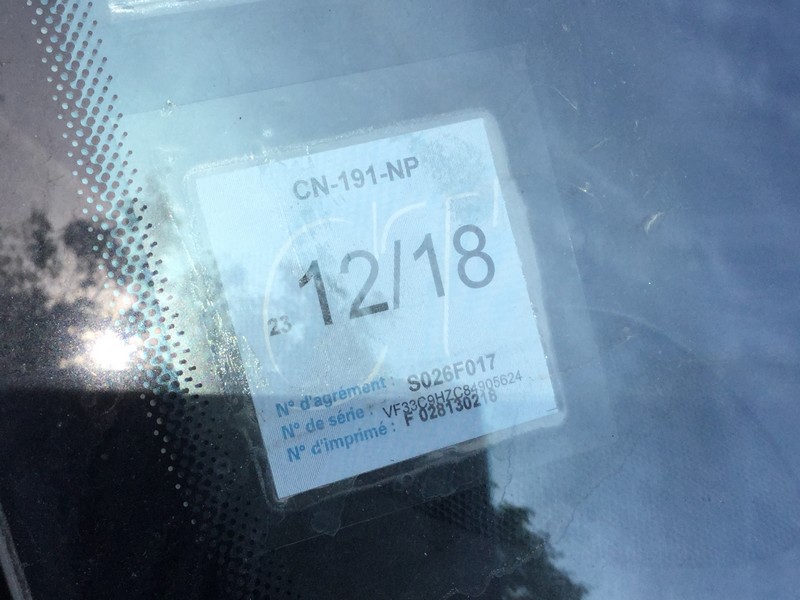 CN-191-NP
23 12/18
N° d'agrément : S026F017
N° de série : VF33C9HZC84905624
N° d'imprimé : F 028130218